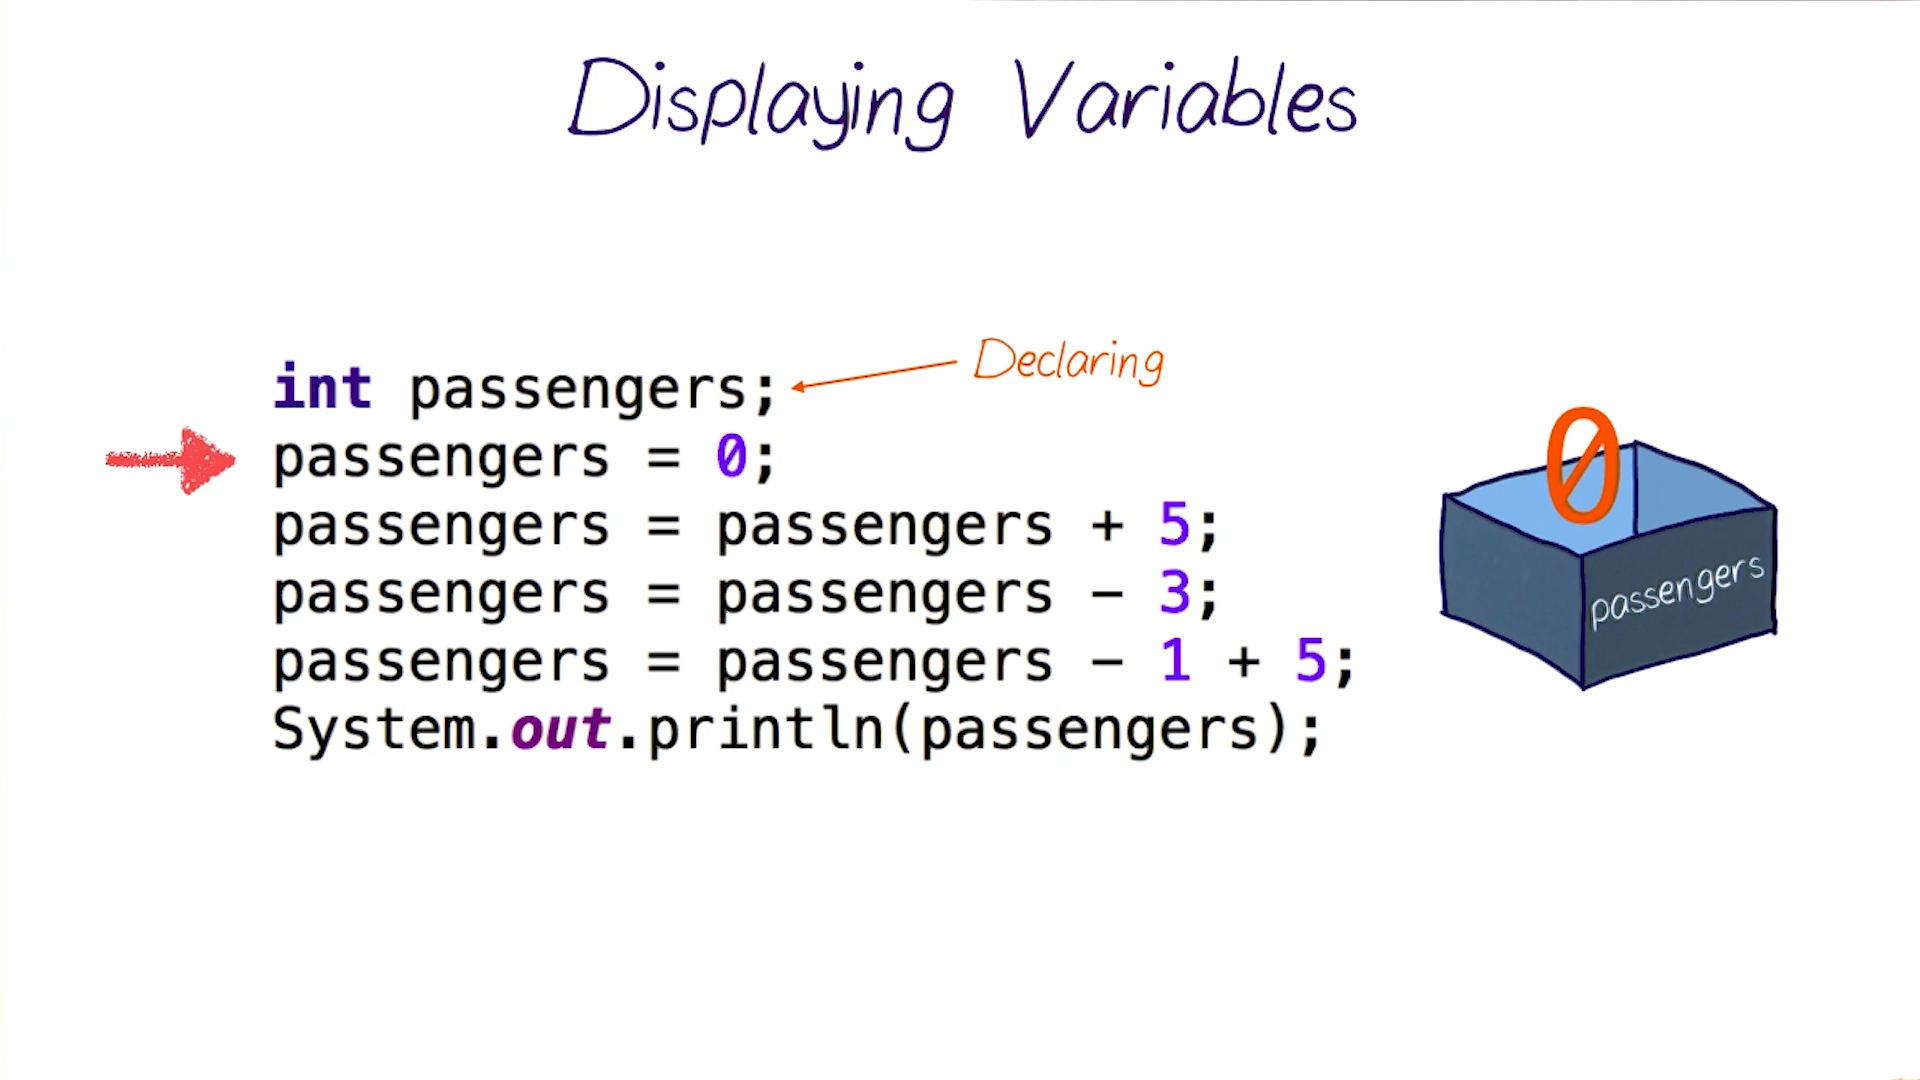 Displaying Variables
Declaring
int passengers;
passengers = 0;
passengers = passengers + 5;
passengers = passengers - 3;
passengers = passengers - 1 + 5;
System.out.println(passengers);
0
passengers